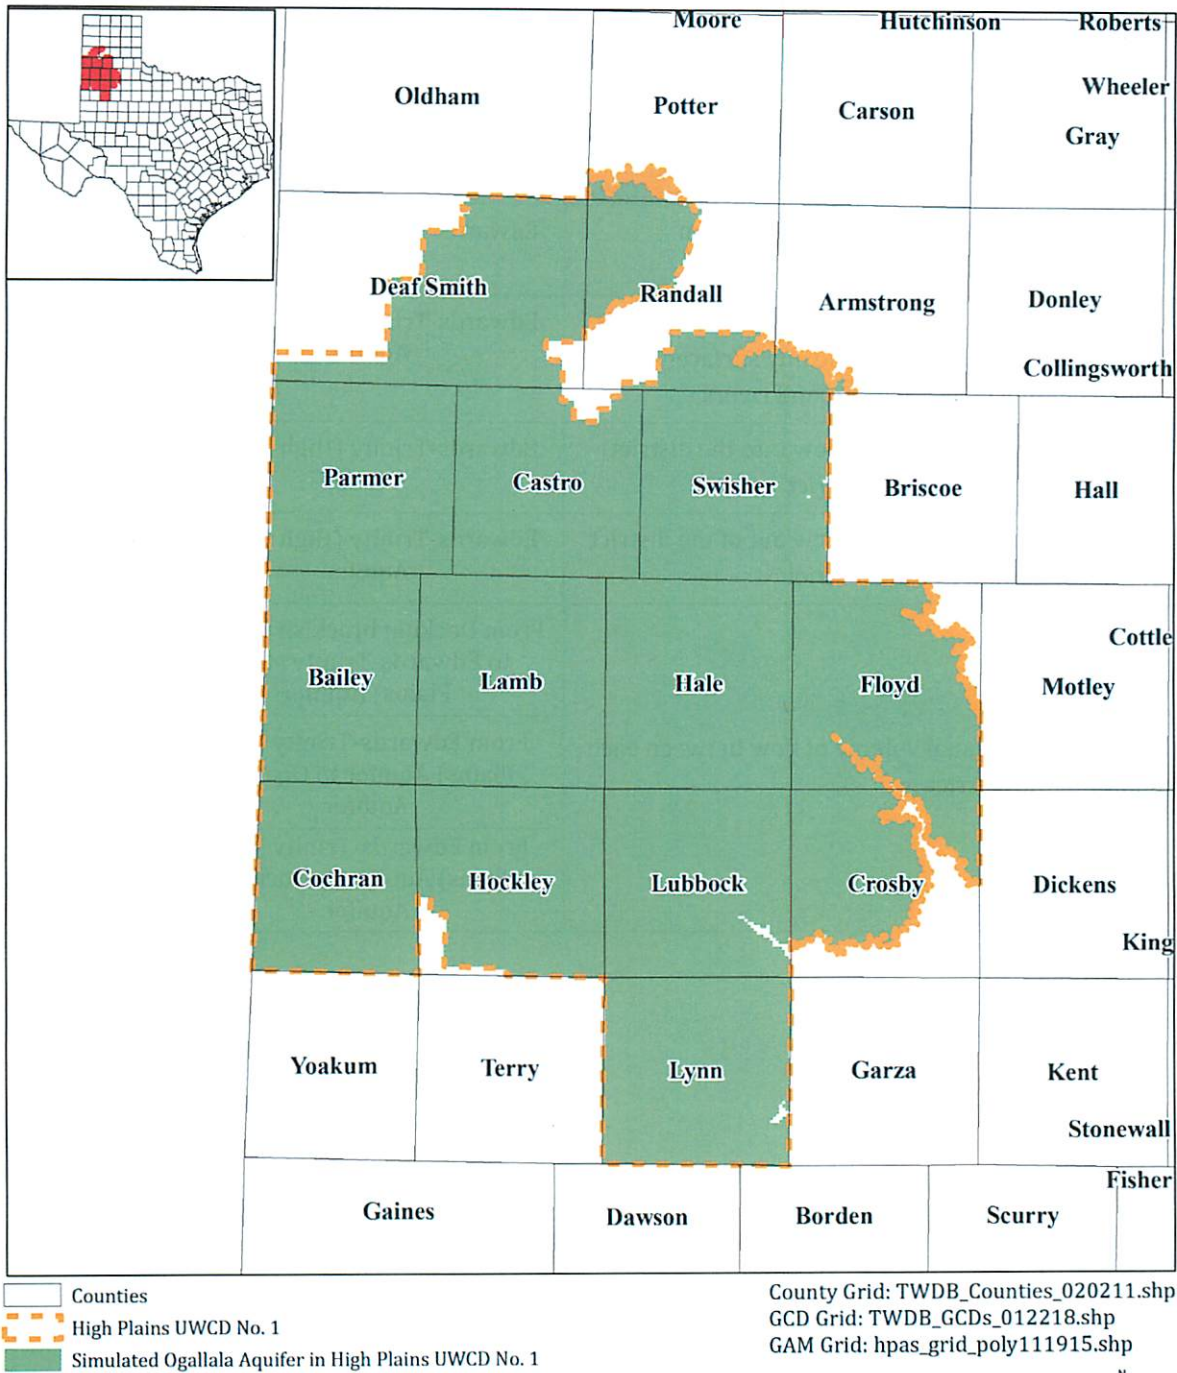 Moore Hutchinson Roberts
Oldham Potter Carson Wheeler
Gray
Deaf Smith Randall Armstrong Donley
Collingsworth
Parmer Castro Swisher Briscoe Hall
Cottle
Bailey Lamb Hale Floyd Motley
Cochran Hockley Lubbock Crosby Dickens
King
Yoakum Terry Lynn Garza Kent
Stonewall
Fisher
Gaines Dawson Borden Scurry
Counties
High Plains UWCD No. 1
Simulated Ogallala Aquifer in High Plains UWCD No. 1
County Grid: TWDB_Counties_020211.shp
GCD Grid: TWDB_GCDs_012218.shp
GAM Grid: hpas_grid_poly111915.shp
N